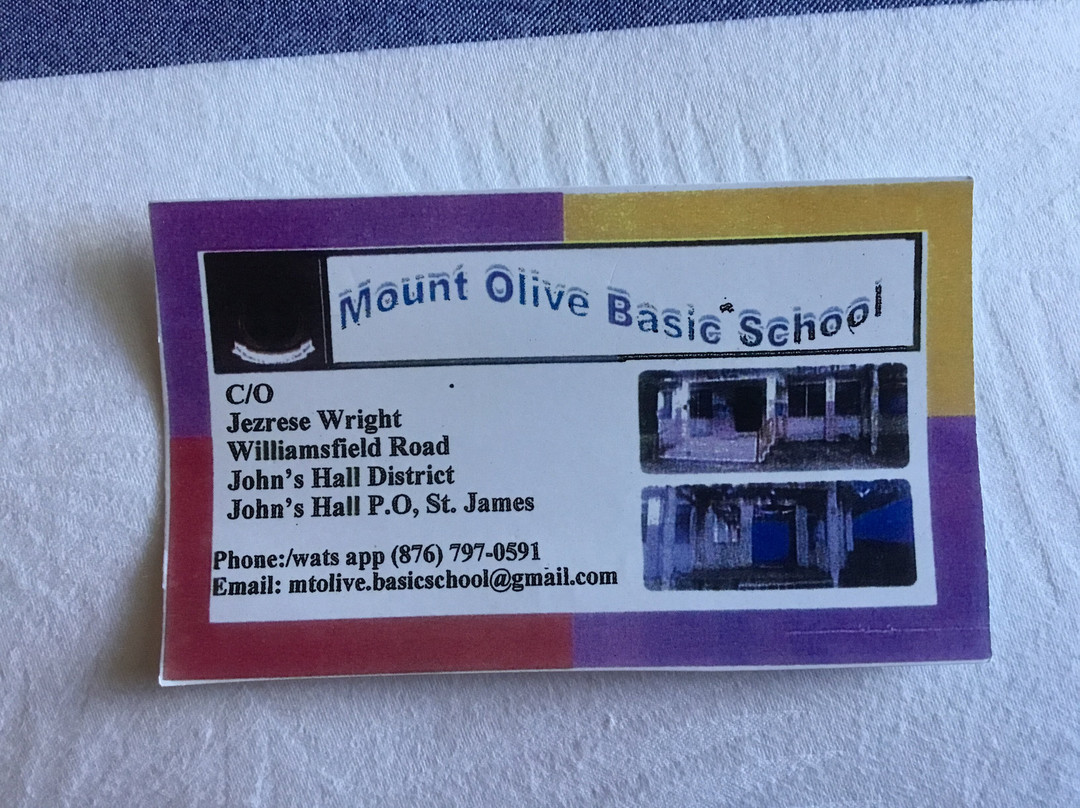 Mount Olive Basic School
C/O
Jezrese Wright
Williamsfield Road
John's Hall District
John's Hall P.O, St. James
Phone:/wats app (876) 797-0591
Email: mtolive.basicschool@gmail.com